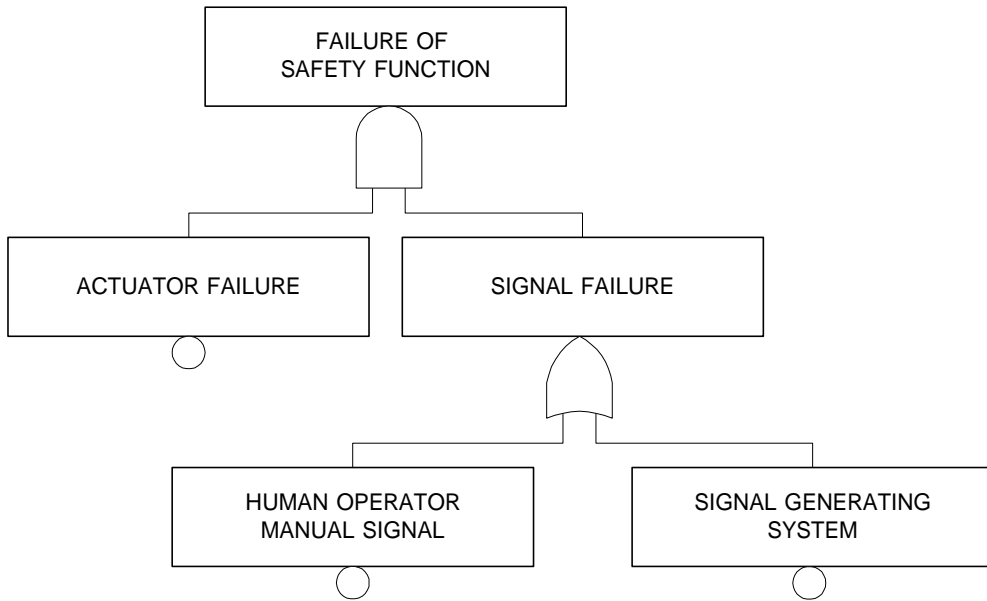 FAILURE OF
SAFETY FUNCTION
ACTUATOR FAILURE
SIGNAL FAILURE
HUMAN OPERATOR
MANUAL SIGNAL
SIGNAL GENERATING
SYSTEM